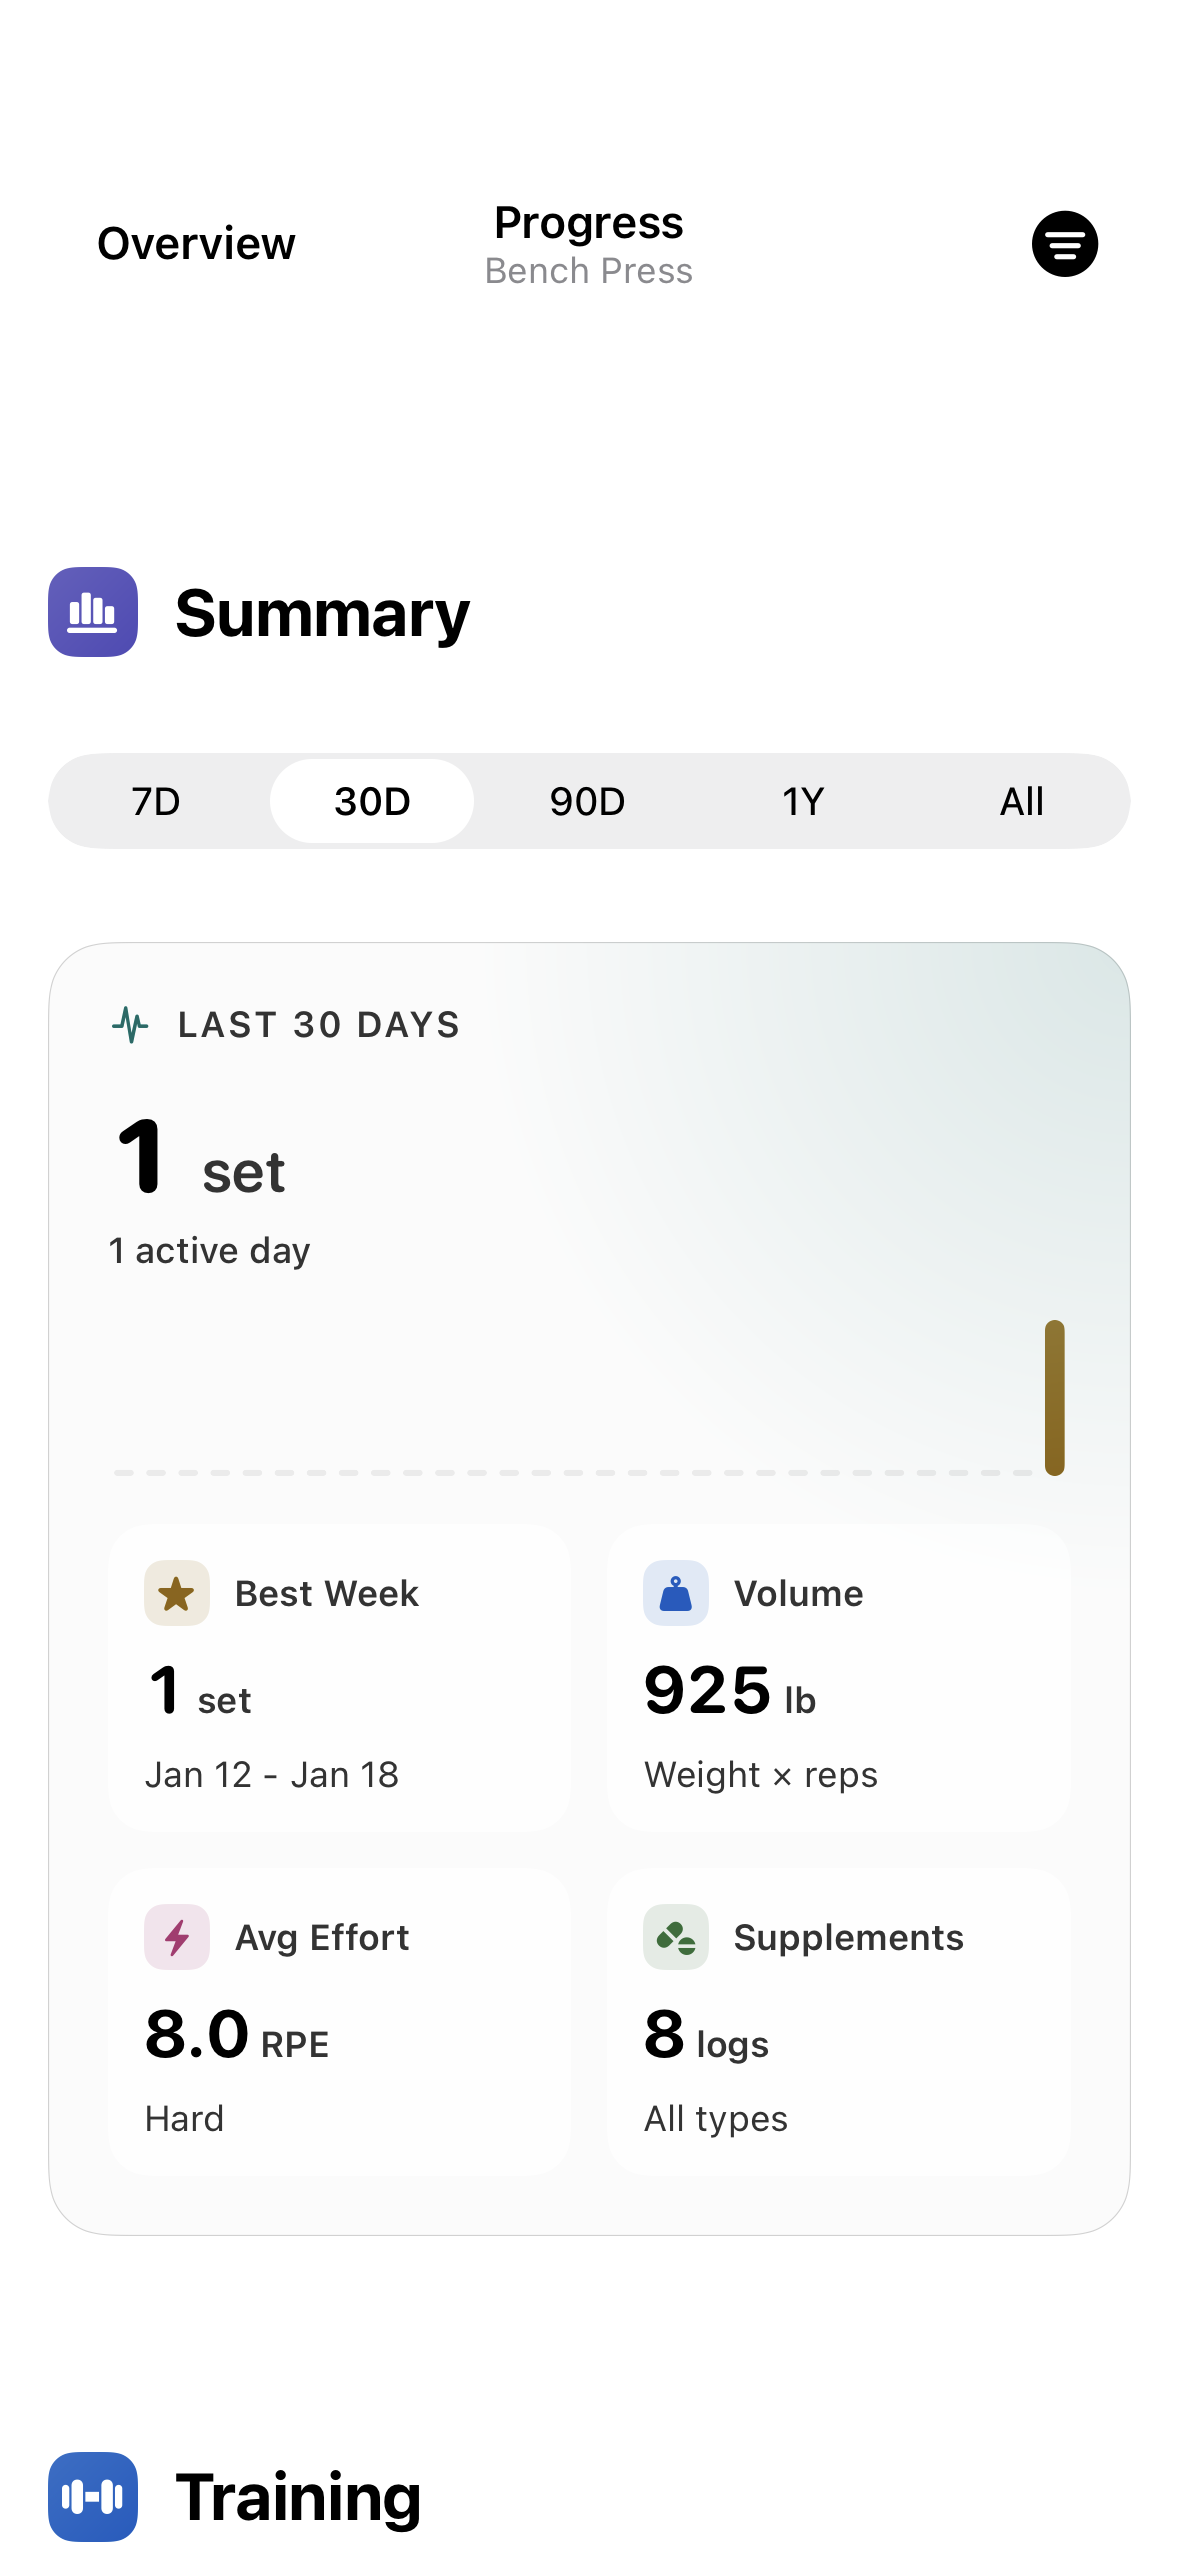 Overview
Progress
Bench Press
Summary
7D 30D 90D 1Y All
LAST 30 DAYS
1 set
1 active day
Best Week
1 set
Jan 12 - Jan 18
Volume
925 lb
Weight × reps
Avg Effort
8.0 RPE
Hard
Supplements
8 logs
All types
Training